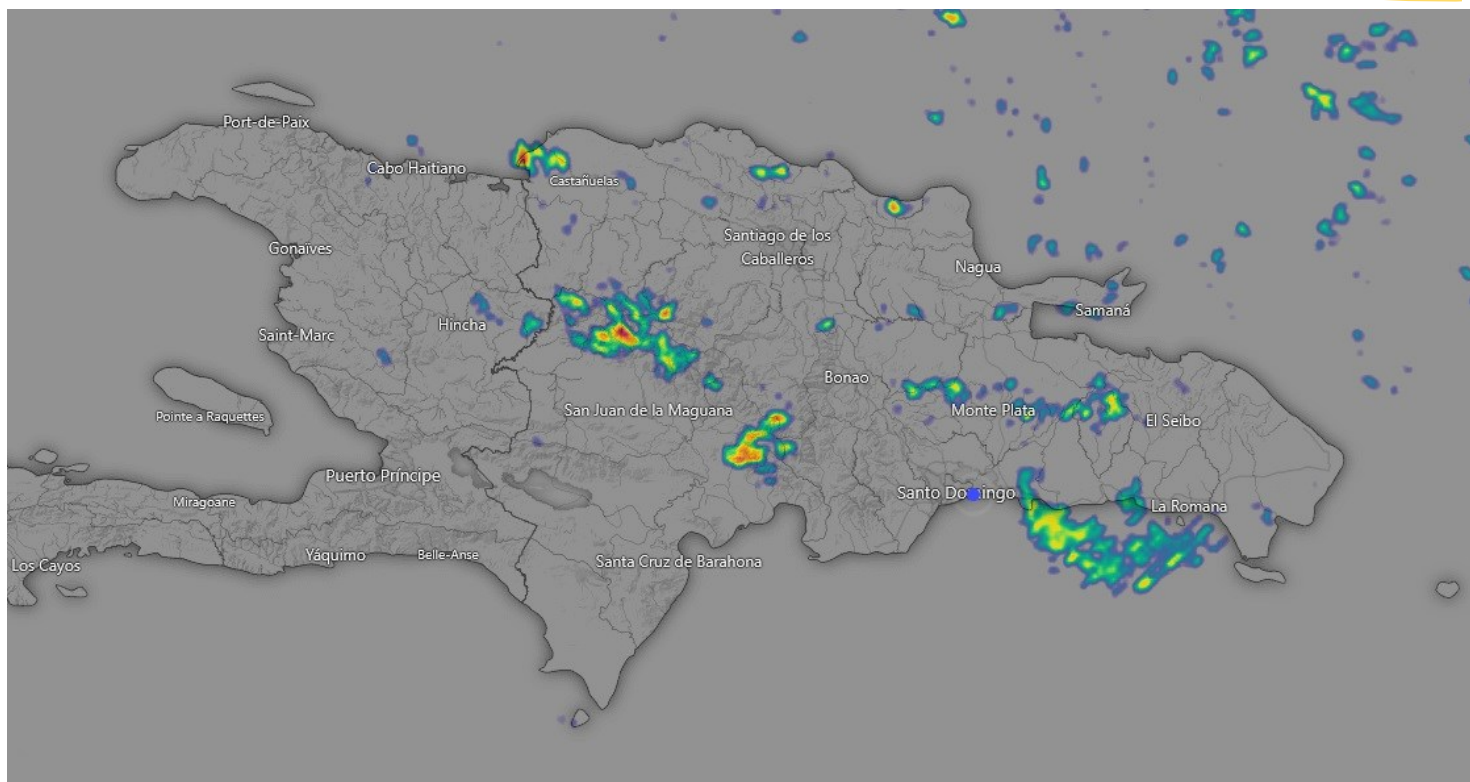 Port-de-Paix
Cabo Haitiano
Castañuelas
Santiago de los
Caballeros
Gonaïves
Nagua
Samaná
Hincha
Saint-Marc
Bonao
San Juan de la Maguana
Monte Plata
Pointe a Raquettes
El Seibo
Puerto Príncipe
Santo Domingo
Miragoane
La Romana
Yáquimo
Belle-Anse
Santa Cruz de Barahona
Los Cayos